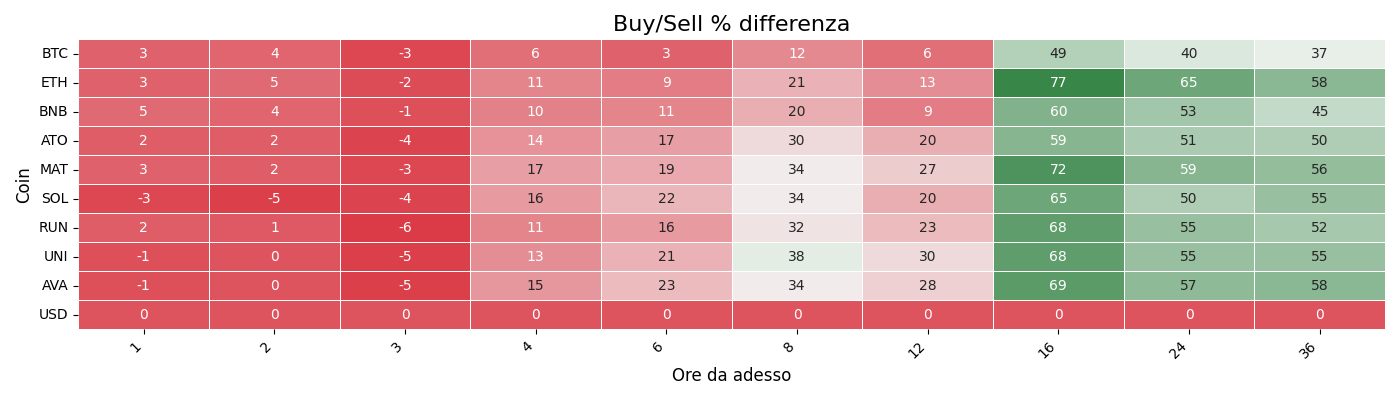 Buy/Sell % differenza
BTC 3 4 -3 6 3 12 6 49 40 37
ETH 3 5 -2 11 9 21 13 77 65 58
BNB 5 4 -1 10 11 20 9 60 53 45
ATO 2 2 -4 14 17 30 20 59 51 50
MAT 3 2 -3 17 19 34 27 72 59 56
SOL -3 -5 -4 16 22 34 20 65 50 55
RUN 2 1 -6 11 16 32 23 68 55 52
UNI -1 0 -5 13 21 38 30 68 55 55
AVA -1 0 -5 15 23 34 28 69 57 58
USD 0 0 0 0 0 0 0 0 0 0
Coin
1 2 3 4 6 8 12 16 24 36
Ore da adesso